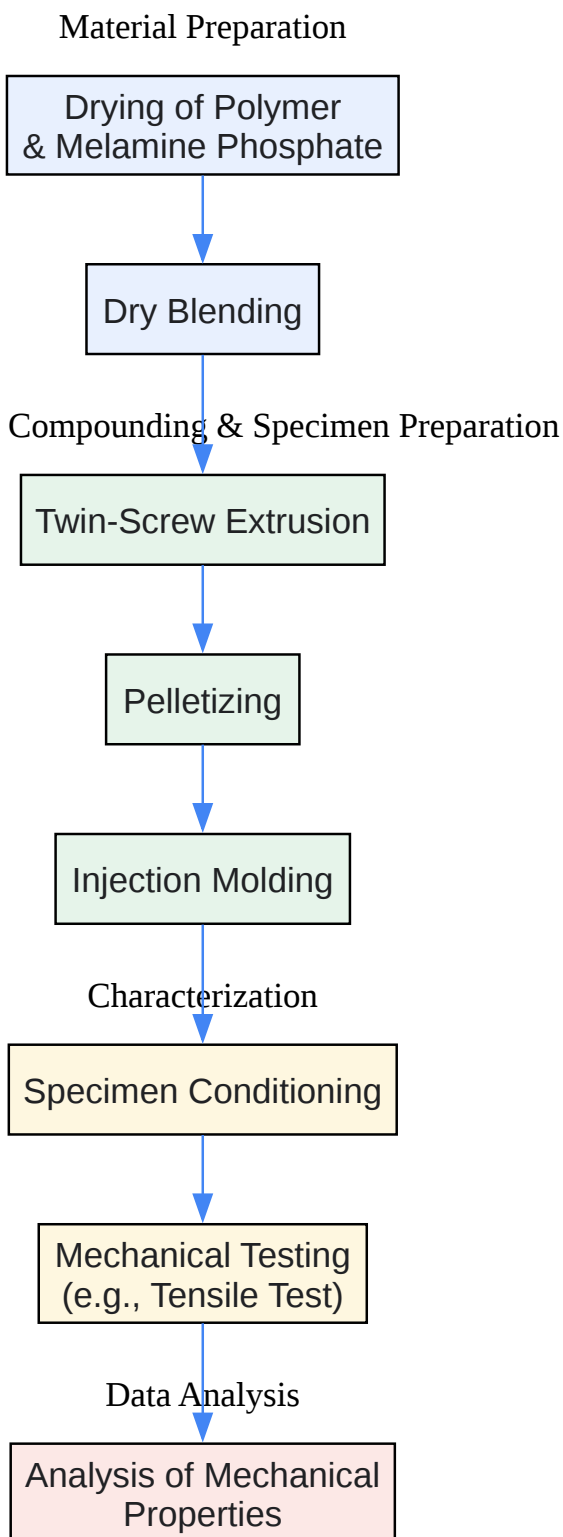 Material Preparation
Drying of Polymer
& Melamine Phosphate
Dry Blending
Compounding & Specimen Preparation
Twin-Screw Extrusion
Pelletizing
Injection Molding
Characterization
Specimen Conditioning
Mechanical Testing
(e.g., Tensile Test)
Data Analysis
Analysis of Mechanical
Properties